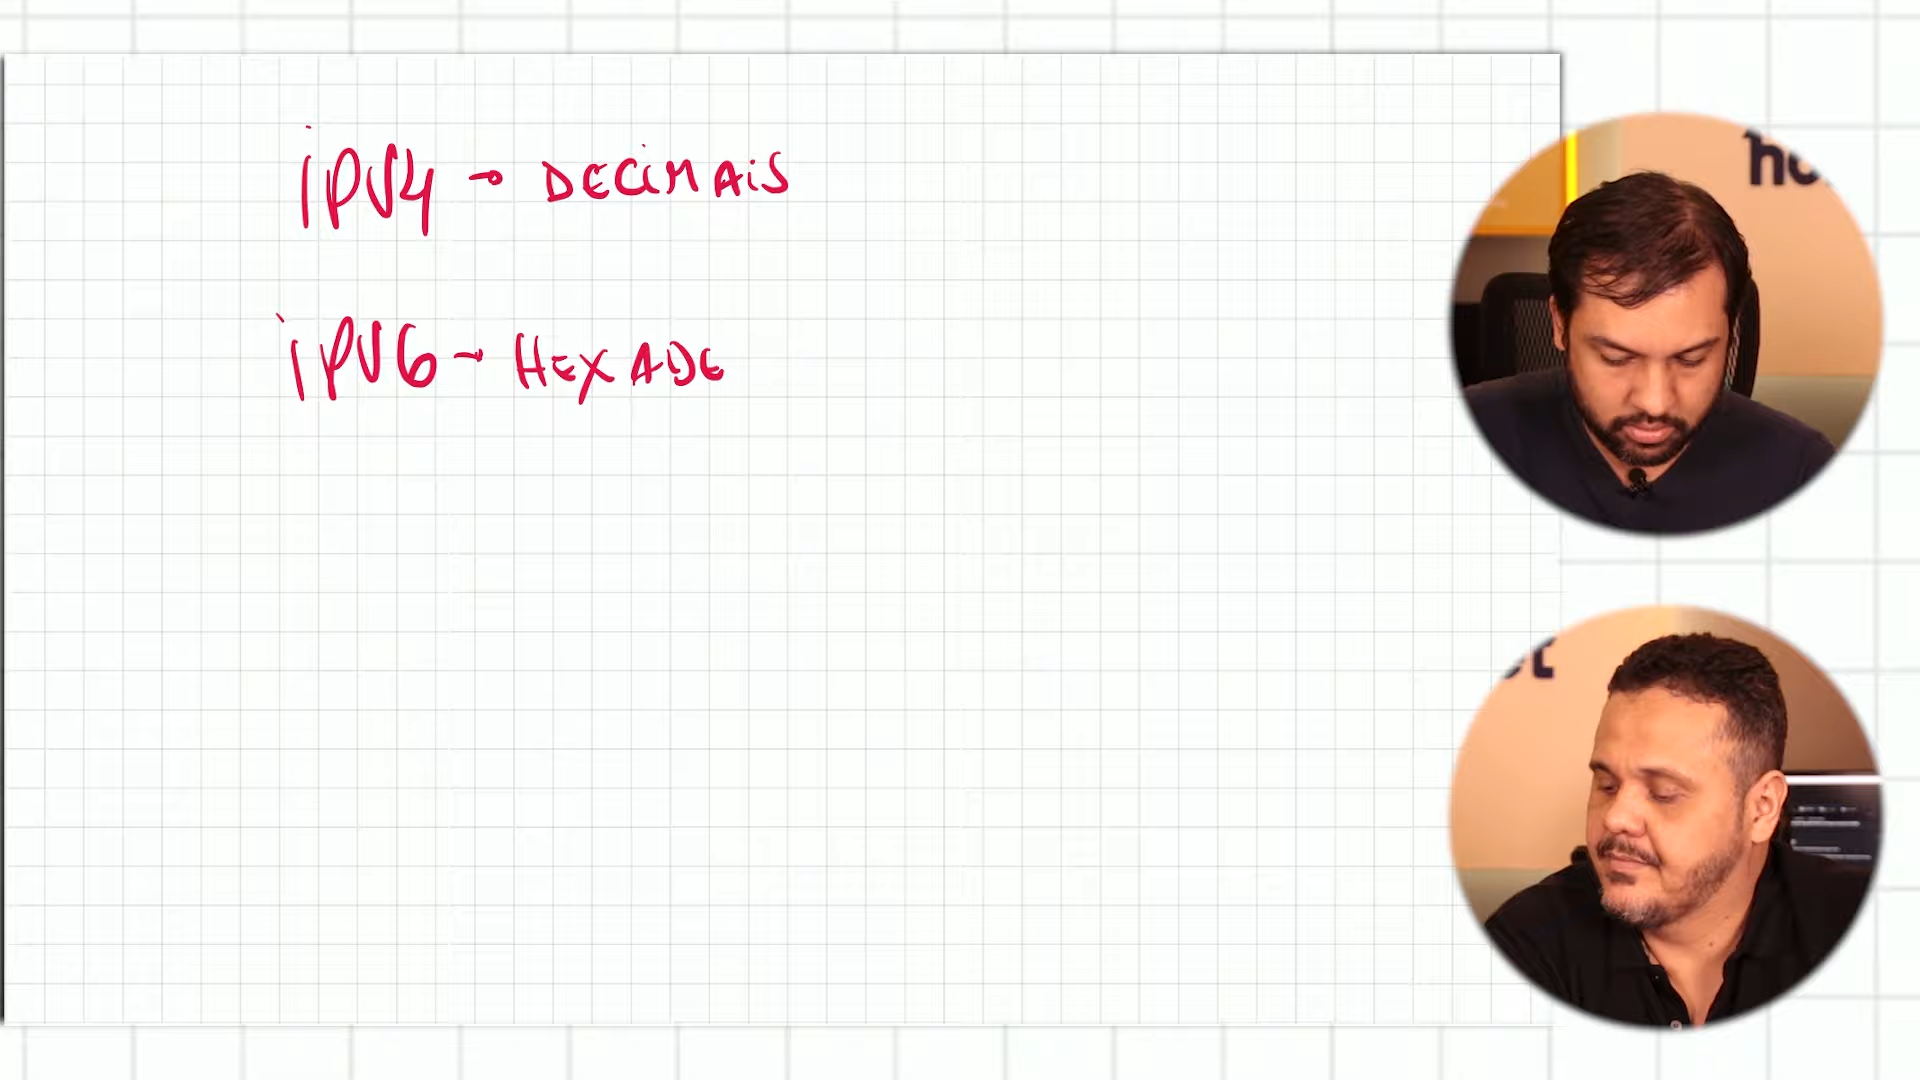 iPV4 → DECiMAiS
iPV6 → HEXADE